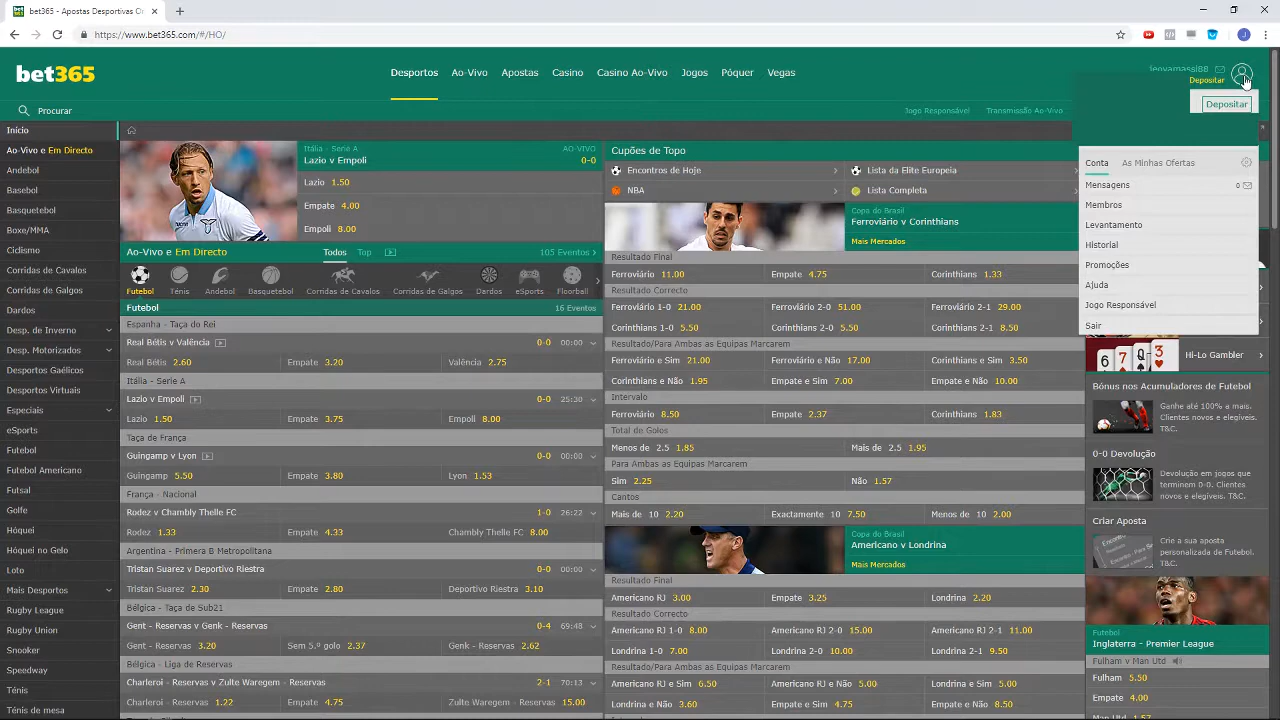 bet365 - Apostas Desportivas O
https://www.bet365.com/#/HO/
bet365
Desportos
Ao-Vivo
Apostas
Casino
Casino Ao-Vivo
Jogos
Póquer
Vegas
Depositar
Depositar
Procurar
Jogo Responsável
Transmissão Ao-Vivo
Início
Ao-Vivo e Em Directo
Andebol
Basebol
Basquetebol
Boxe/MMA
Ciclismo
Corridas de Cavalos
Corridas de Galgos
Dardos
Desp. de Inverno
Desp. Motorizados
Desportos Gaélicos
Desportos Virtuais
Especiais
eSports
Futebol
Futebol Americano
Futsal
Golfe
Hóquei
Hóquei no Gelo
Loto
Mais Desportos
Rugby League
Rugby Union
Snooker
Speedway
Ténis
Ténis de mesa
Itália - Serie A AO-VIVO
Lazio v Empoli 0-0
Lazio 1.50
Empate 4.00
Empoli 8.00
Ao-Vivo e Em Directo Todos Top 105 Eventos
Futebol Ténis Andebol Basquetebol Corridas de Cavalos Corridas de Galgos Dardos eSports Floorball
Futebol 16 Eventos
Espanha - Taça do Rei
Real Bétis v Valência 0-0 00:00
Real Bétis 2.60 Empate 3.20 Valência 2.75
Itália - Serie A
Lazio v Empoli 0-0 25:30
Lazio 1.50 Empate 3.75 Empoli 8.00
Taça de França
Guingamp v Lyon 0-0 00:00
Guingamp 5.50 Empate 3.80 Lyon 1.53
França - Nacional
Rodez v Chambly Thelle FC 1-0 26:22
Rodez 1.33 Empate 4.33 Chambly Thelle FC 8.00
Argentina - Primera B Metropolitana
Tristan Suarez v Deportivo Riestra 0-0 00:00
Tristan Suarez 2.30 Empate 2.80 Deportivo Riestra 3.10
Bélgica - Taça de Sub21
Gent - Reservas v Genk - Reservas 0-4 69:48
Gent - Reservas 3.20 Sem 5.º golo 2.37 Genk - Reservas 2.62
Bélgica - Liga de Reservas
Charleroi - Reservas v Zulte Waregem - Reservas 2-1 70:13
Charleroi - Reservas 1.22 Empate 4.75 Zulte Waregem - Reservas 15.00
Cupões de Topo
Encontros de Hoje Lista da Elite Europeia
NBA Lista Completa
Copa do Brasil
Ferroviário v Corinthians
Mais Mercados
Resultado Final
Ferroviário 11.00 Empate 4.75 Corinthians 1.33
Resultado Correcto
Ferroviário 1-0 21.00 Ferroviário 2-0 51.00 Ferroviário 2-1 29.00
Corinthians 1-0 5.50 Corinthians 2-0 5.50 Corinthians 2-1 8.50
Resultado/Para Ambas as Equipas Marcarem
Ferroviário e Sim 21.00 Ferroviário e Não 17.00 Corinthians e Sim 3.50
Corinthians e Não 1.95 Empate e Sim 7.00 Empate e Não 10.00
Intervalo
Ferroviário 8.50 Empate 2.37 Corinthians 1.83
Total de Golos
Menos de 2.5 1.85 Mais de 2.5 1.95
Para Ambas as Equipas Marcarem
Sim 2.25 Não 1.57
Cantos
Mais de 10 2.20 Exactamente 10 7.50 Menos de 10 2.00
Copa do Brasil
Americano v Londrina
Mais Mercados
Resultado Final
Americano RJ 3.00 Empate 3.25 Londrina 2.20
Resultado Correcto
Americano RJ 1-0 8.00 Americano RJ 2-0 15.00 Americano RJ 2-1 11.00
Londrina 1-0 7.00 Londrina 2-0 10.00 Londrina 2-1 9.50
Resultado/Para Ambas as Equipas Marcarem
Americano RJ e Sim 6.50 Americano RJ e Não 5.00 Londrina e Sim 5.00
Londrina e Não 3.60 Empate e Sim 4.75 Empate e Não 8.50
Conta As Minhas Ofertas
Mensagens 0
Membros
Levantamento
Historial
Promoções
Ajuda
Jogo Responsável
Sair
6 7 Q 3
Hi-Lo Gambler
Bónus nos Acumuladores de Futebol
Ganhe até 100% a mais.
Clientes novos e elegíveis.
T&C.
0-0 Devolução
Devolução em jogos que
terminem 0-0. Clientes
novos e elegíveis. T&C.
Criar Aposta
Crie a sua aposta
personalizada de Futebol.
T&C.
Futebol
Inglaterra - Premier League
Fulham v Man Utd
Fulham 5.50
Empate 4.00